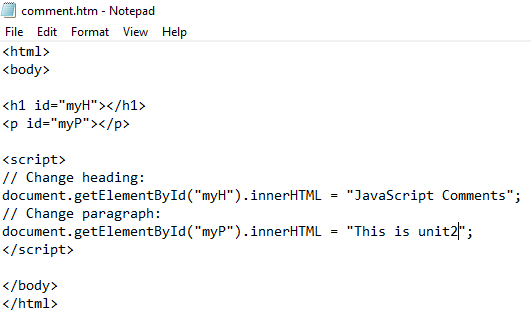 comment.htm - Notepad
File Edit Format View Help
<html>
<body>
<h1 id="myH"></h1>
<p id="myP"></p>
<script>
// Change heading:
document.getElementById("myH").innerHTML = "JavaScript Comments";
// Change paragraph:
document.getElementById("myP").innerHTML = "This is unit2";
</script>
</body>
</html>